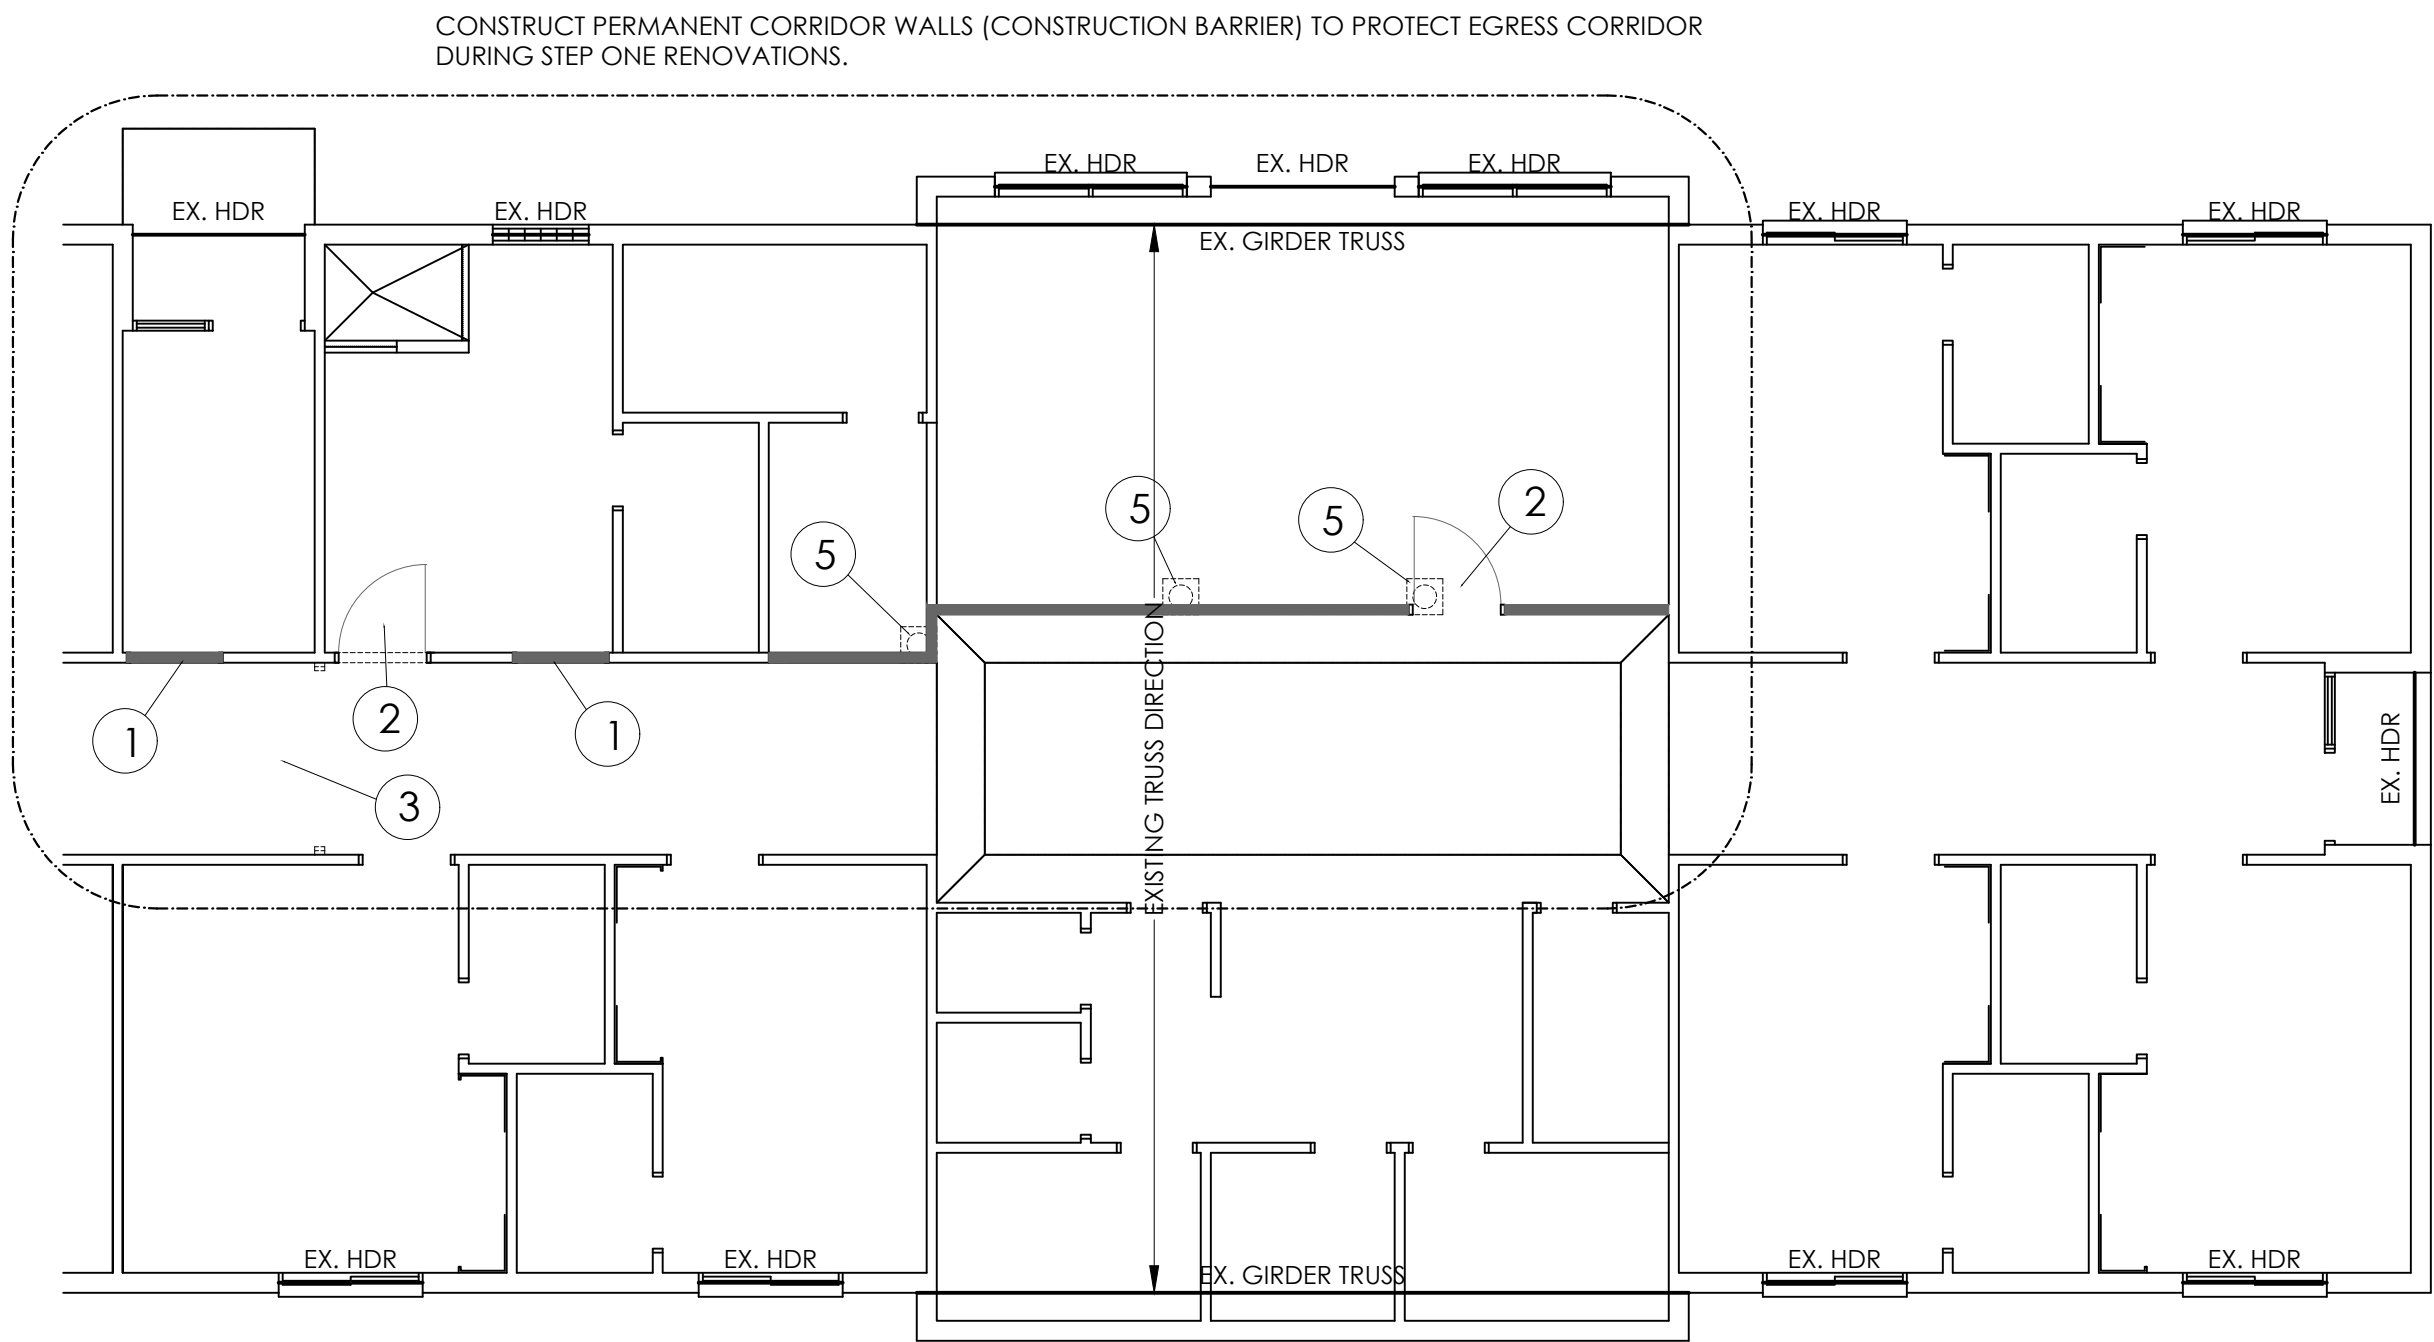 CONSTRUCT PERMANENT CORRIDOR WALLS (CONSTRUCTION BARRIER) TO PROTECT EGRESS CORRIDOR
DURING STEP ONE RENOVATIONS.
EX. HDR
EX. HDR
EX. HDR
EX. HDR
EX. HDR
EX. HDR
EX. HDR
EX. GIRDER TRUSS
5
5
2
5
EXISTING TRUSS DIRECTION
1
2
1
3
EX. HDR
EX. HDR
EX. HDR
EX. GIRDER TRUSS
EX. HDR
EX. HDR